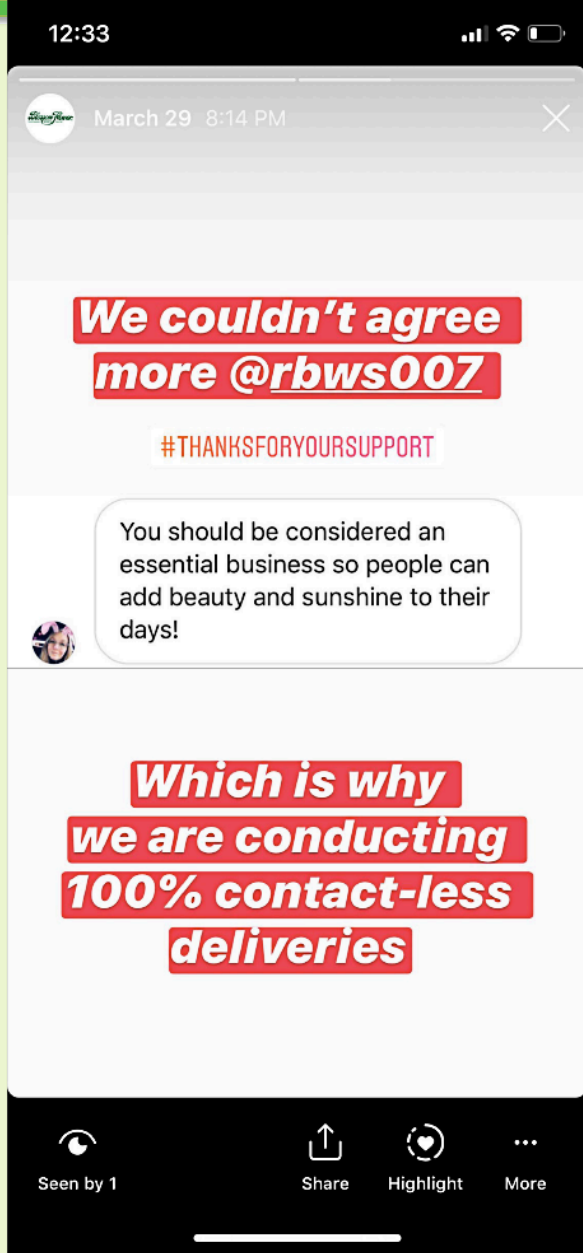 12:33
March 29 8:14 PM
We couldn't agree
more @rbws007
#THANKSFORYOURSUPPORT
You should be considered an
essential business so people can
add beauty and sunshine to their
days!
Which is why
we are conducting
100% contact-less
deliveries
Seen by 1 Share Highlight More